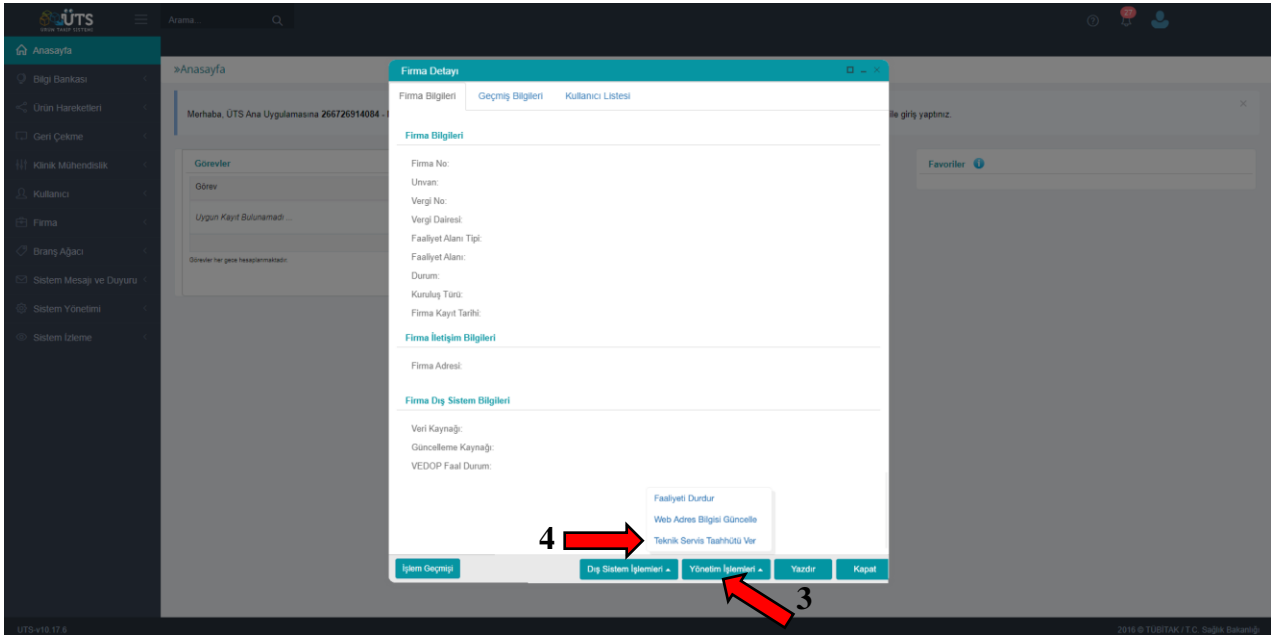 ÜTS
ÜRÜN TAKİP SİSTEMİ
Arama...
27
Anasayfa
Bilgi Bankası
Ürün Hareketleri
Geri Çekme
Klinik Mühendislik
Kullanıcı
Firma
Branş Ağacı
Sistem Mesajı ve Duyuru
Sistem Yönetimi
Sistem İzleme
»Anasayfa
Merhaba, ÜTS Ana Uygulamasına 266726914084 -
ile giriş yaptınız.
Görevler
Görev
Uygun Kayıt Bulunamadı ...
Görevler her gece hesaplanmaktadır.
Favoriler
Firma Detayı
Firma Bilgileri Geçmiş Bilgileri Kullanıcı Listesi
Firma Bilgileri
Firma No:
Unvan:
Vergi No:
Vergi Dairesi:
Faaliyet Alanı Tipi:
Faaliyet Alanı:
Durum:
Kuruluş Türü:
Firma Kayıt Tarihi:
Firma İletişim Bilgileri
Firma Adresi:
Firma Dış Sistem Bilgileri
Veri Kaynağı:
Güncelleme Kaynağı:
VEDOP Faal Durum:
Faaliyeti Durdur
Web Adres Bilgisi Güncelle
4 Teknik Servis Taahhütü Ver
İşlem Geçmişi Dış Sistem İşlemleri Yönetim İşlemleri Yazdır Kapat
3
UTS-v10.17.6
2016 © TÜBİTAK / T.C. Sağlık Bakanlığı